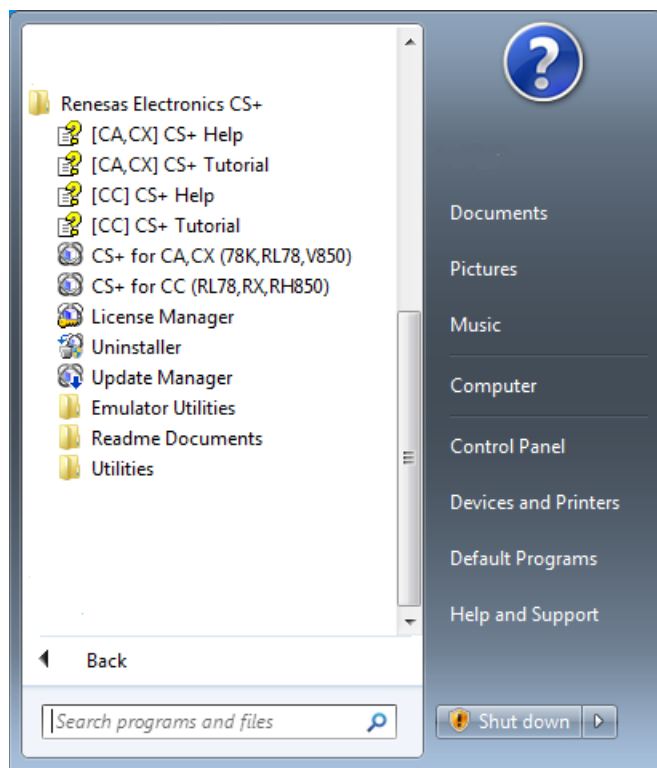 Renesas Electronics CS+
[CA,CX] CS+ Help
[CA,CX] CS+ Tutorial
[CC] CS+ Help
[CC] CS+ Tutorial
CS+ for CA,CX (78K,RL78,V850)
CS+ for CC (RL78,RX,RH850)
License Manager
Uninstaller
Update Manager
Emulator Utilities
Readme Documents
Utilities
Back
Search programs and files
Documents
Pictures
Music
Computer
Control Panel
Devices and Printers
Default Programs
Help and Support
Shut down